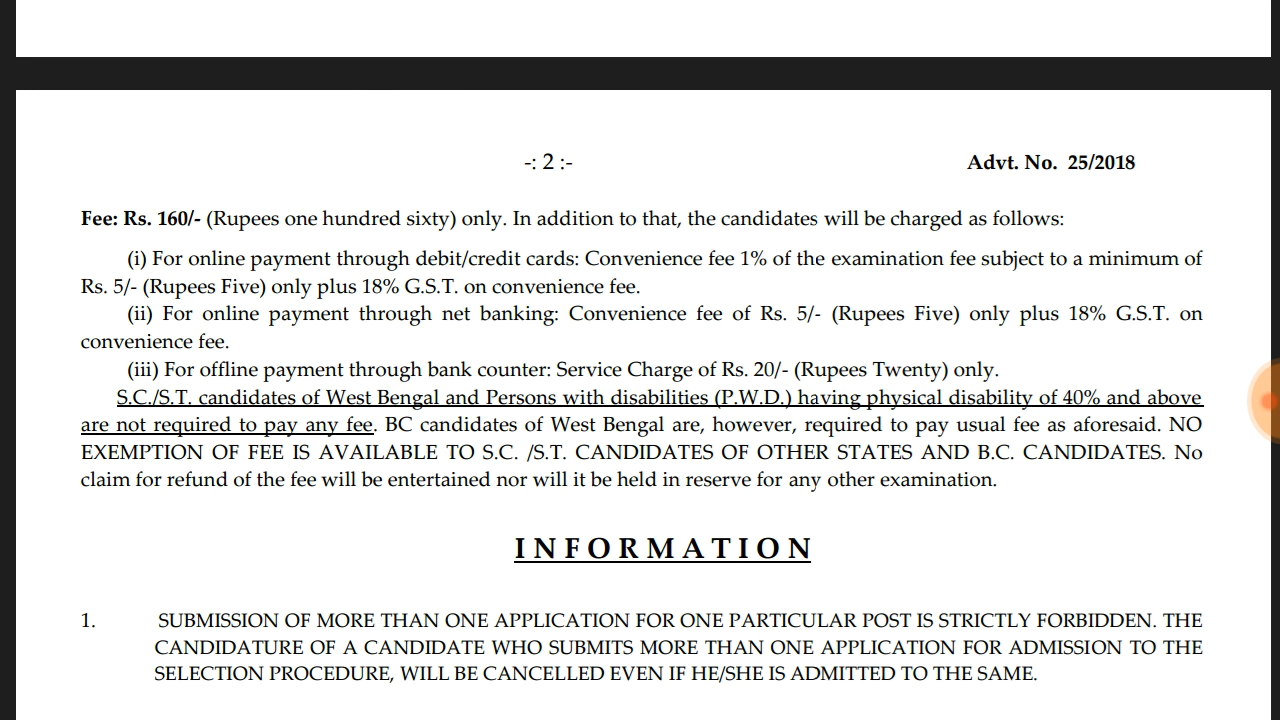 -: 2 :- Advt. No. 25/2018
Fee: Rs. 160/- (Rupees one hundred sixty) only. In addition to that, the candidates will be charged as follows:
(i) For online payment through debit/credit cards: Convenience fee 1% of the examination fee subject to a minimum of
Rs. 5/- (Rupees Five) only plus 18% G.S.T. on convenience fee.
(ii) For online payment through net banking: Convenience fee of Rs. 5/- (Rupees Five) only plus 18% G.S.T. on
convenience fee.
(iii) For offline payment through bank counter: Service Charge of Rs. 20/- (Rupees Twenty) only.
S.C./S.T. candidates of West Bengal and Persons with disabilities (P.W.D.) having physical disability of 40% and above
are not required to pay any fee. BC candidates of West Bengal are, however, required to pay usual fee as aforesaid. NO
EXEMPTION OF FEE IS AVAILABLE TO S.C. /S.T. CANDIDATES OF OTHER STATES AND B.C. CANDIDATES. No
claim for refund of the fee will be entertained nor will it be held in reserve for any other examination.
I N F O R M A T I O N
1. SUBMISSION OF MORE THAN ONE APPLICATION FOR ONE PARTICULAR POST IS STRICTLY FORBIDDEN. THE
CANDIDATURE OF A CANDIDATE WHO SUBMITS MORE THAN ONE APPLICATION FOR ADMISSION TO THE
SELECTION PROCEDURE, WILL BE CANCELLED EVEN IF HE/SHE IS ADMITTED TO THE SAME.